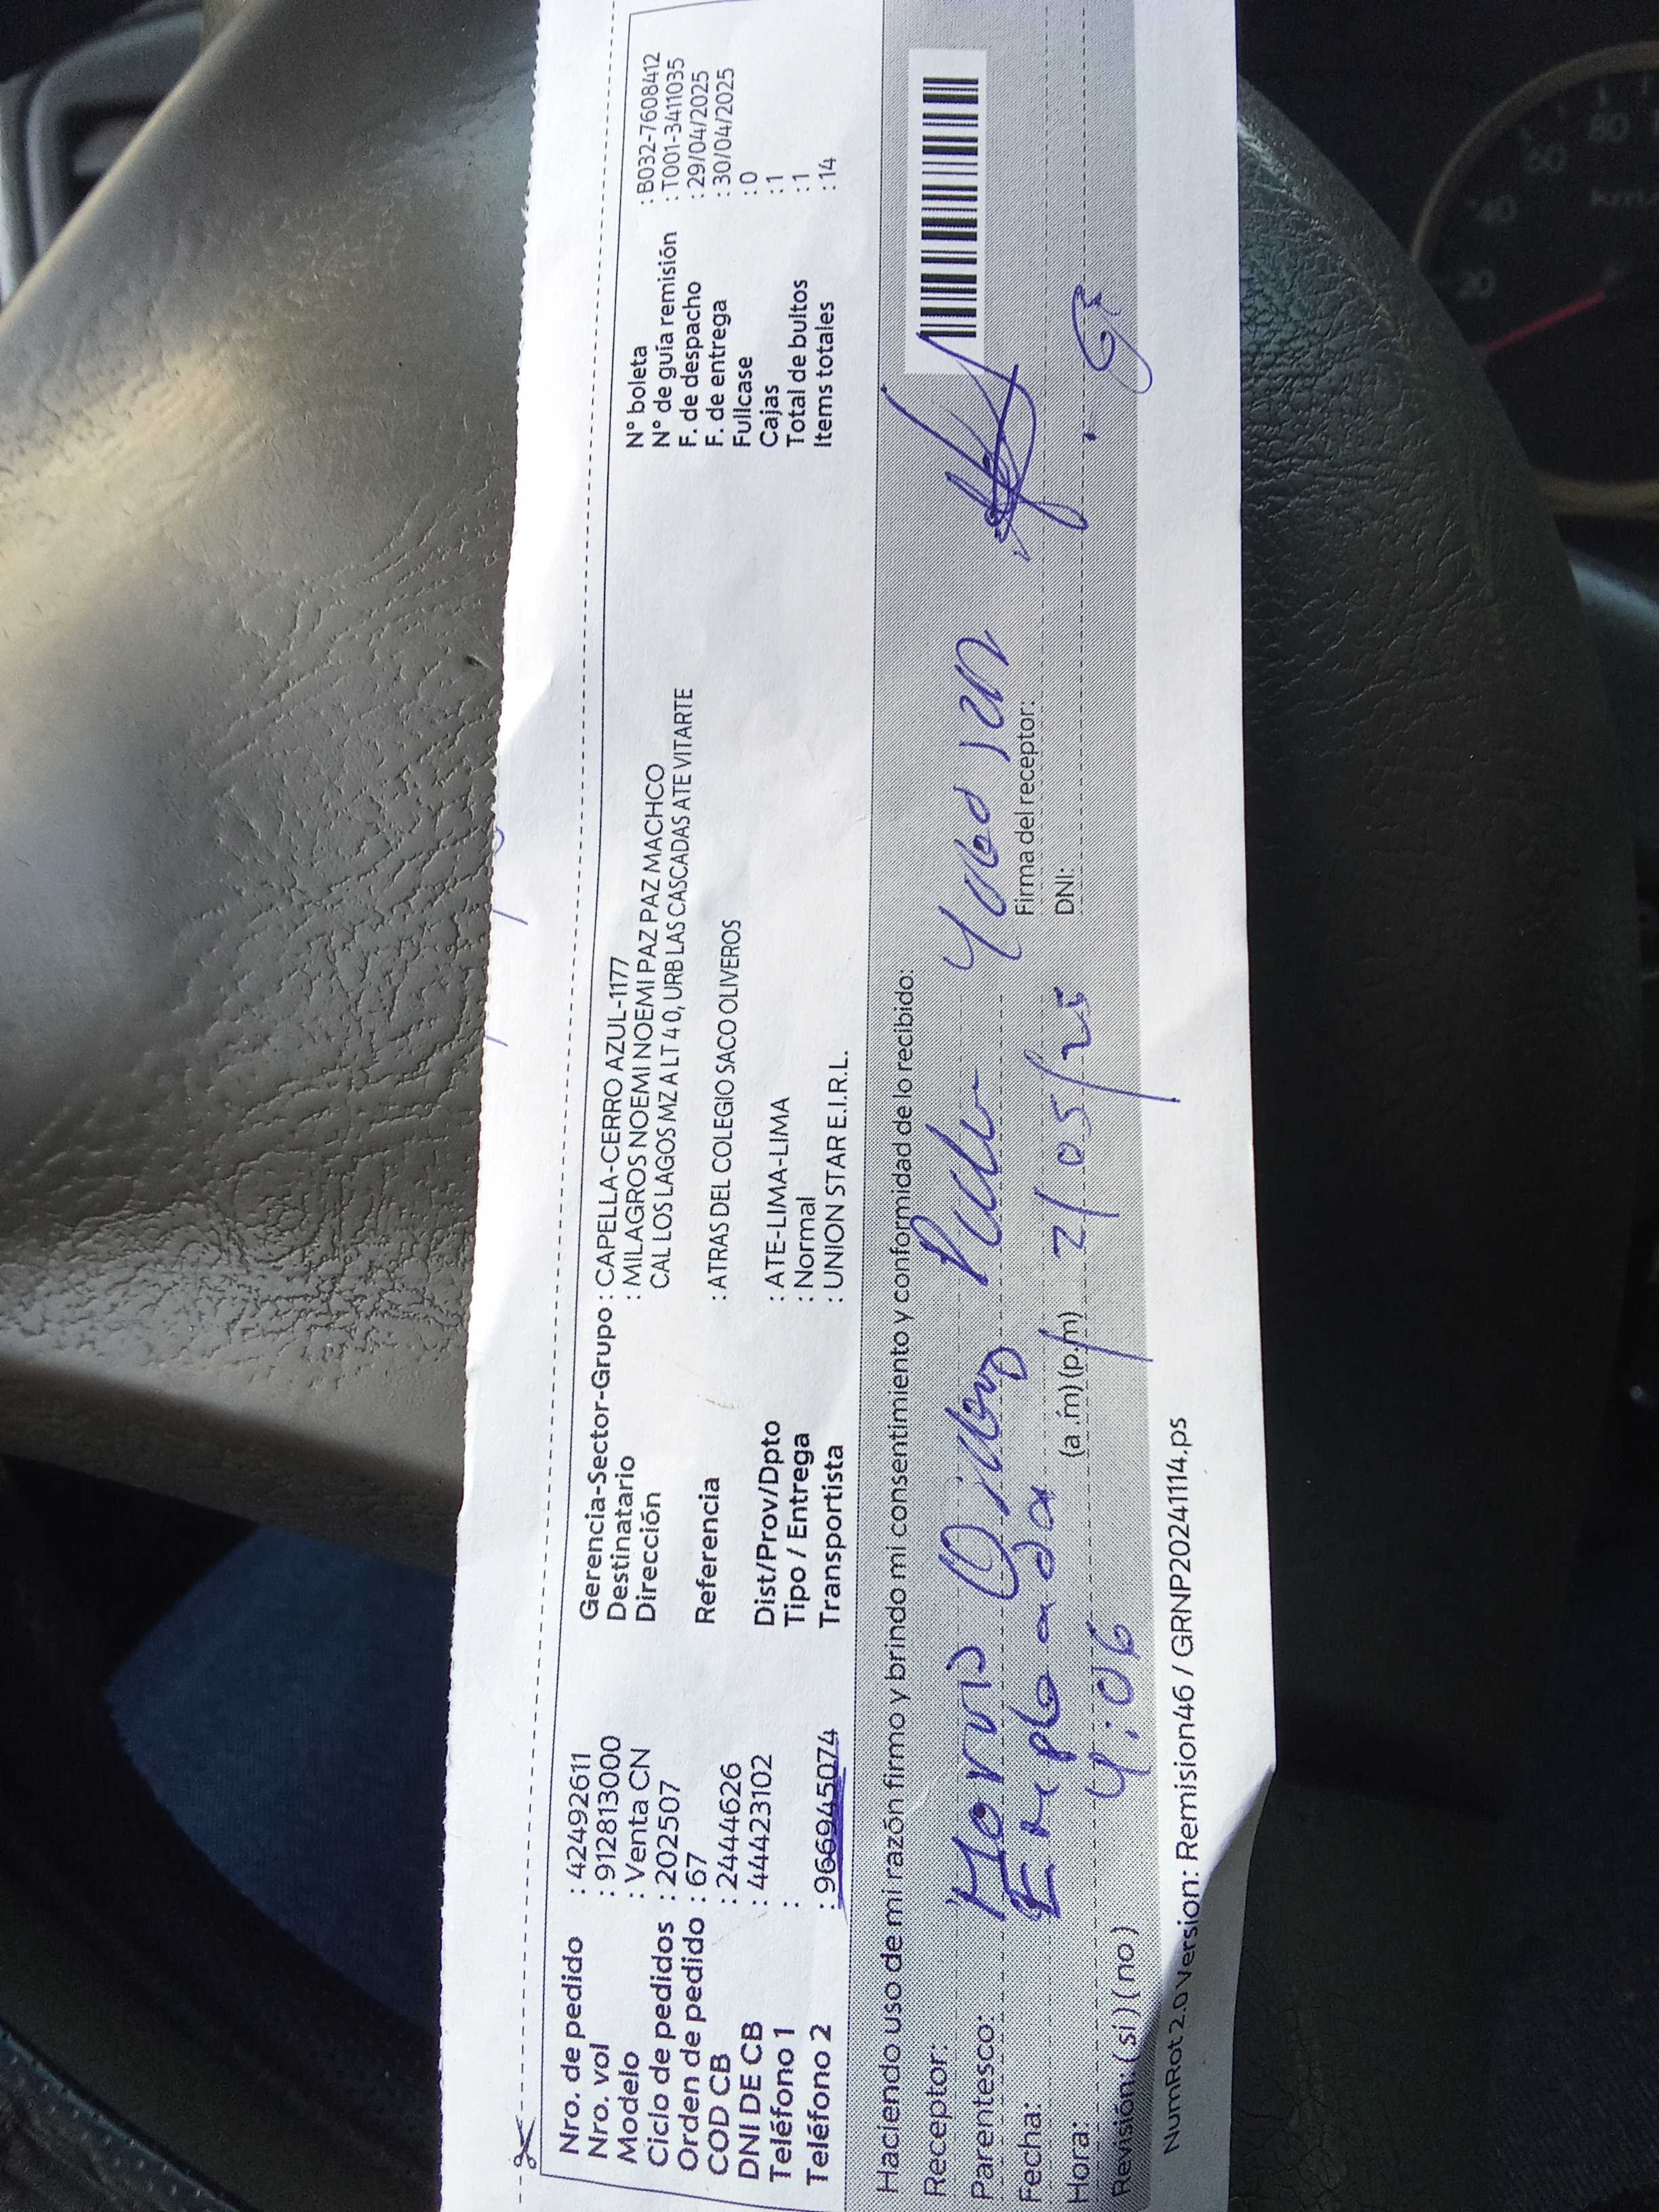 Nro. de pedido : 42492611
Nro. vol : 912813000
Modelo : Venta CN
Ciclo de pedidos : 202507
Orden de pedido : 67
COD CB : 24444626
DNI DE CB : 44423102
Teléfono 1 :
Teléfono 2 : 966945074
Gerencia-Sector-Grupo : CAPELLA-CERRO AZUL-1177
Destinatario : MILAGROS NOEMI NOEMI PAZ PAZ MACHCO
Dirección CAL LOS LAGOS MZ A LT 4 0, URB LAS CASCADAS ATE VITARTE
Referencia : ATRAS DEL COLEGIO SACO OLIVEROS
Dist/Prov/Dpto : ATE-LIMA-LIMA
Tipo / Entrega : Normal
Transportista : UNION STAR E.I.R.L.
N° boleta : B032-7608412
N° de guía remisión : T001-3411035
F. de despacho : 29/04/2025
F. de entrega : 30/04/2025
Fullcase : 0
Cajas : 1
Total de bultos : 1
Items totales : 14
Haciendo uso de mi razón firmo y brindo mi consentimiento y conformidad de lo recibido:
Receptor:
Parentesco: Empleada
Fecha: 2/05/25
Hora: 4:06 (a.m) (p.m)
Revisión: (si) (no)
Firma del receptor:
DNI:
NumRot 2.0 Version: Remision46 / GRNP20241114.ps
20
40
60
80
km/